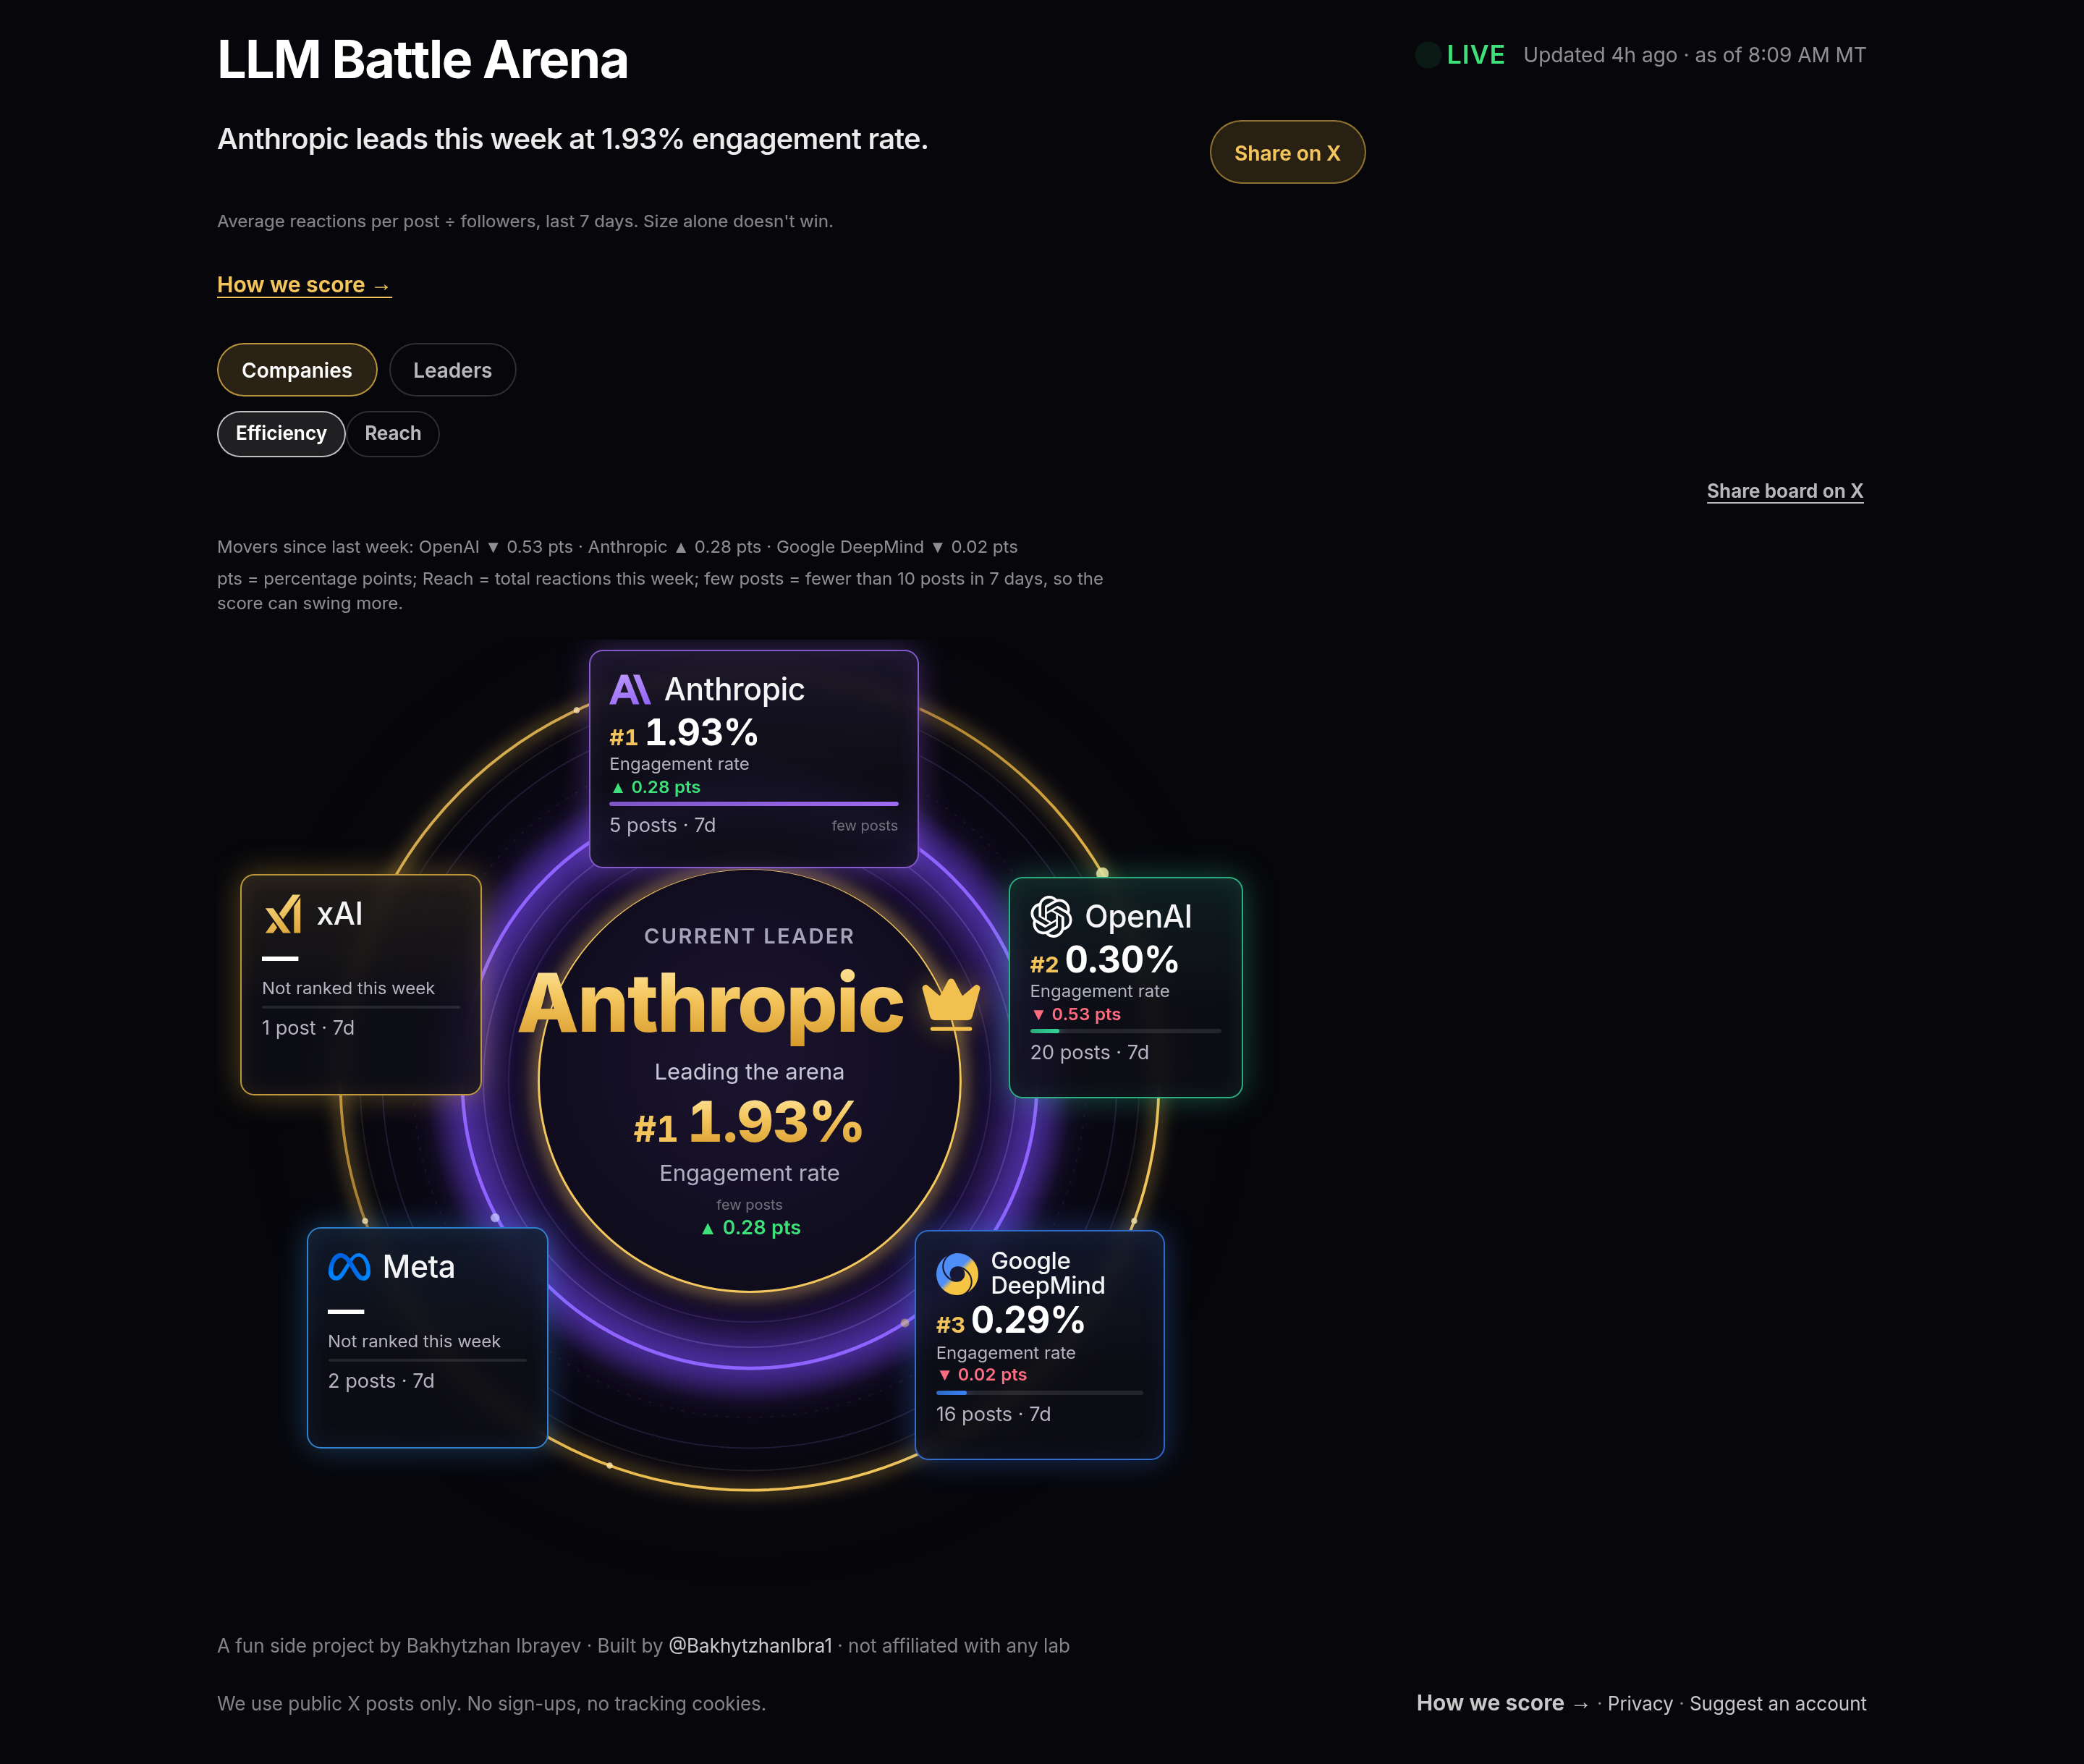 LLM Battle Arena
LIVE Updated 4h ago · as of 8:09 AM MT
Anthropic leads this week at 1.93% engagement rate.
Share on X
Average reactions per post ÷ followers, last 7 days. Size alone doesn't win.
How we score →
Companies Leaders
Efficiency Reach
Share board on X
Movers since last week: OpenAI ▼ 0.53 pts · Anthropic ▲ 0.28 pts · Google DeepMind ▼ 0.02 pts
pts = percentage points; Reach = total reactions this week; few posts = fewer than 10 posts in 7 days, so the
score can swing more.
Anthropic
#1 1.93%
Engagement rate
▲ 0.28 pts
5 posts · 7d few posts
xAI
—
Not ranked this week
1 post · 7d
CURRENT LEADER
Anthropic
Leading the arena
#1 1.93%
Engagement rate
few posts
▲ 0.28 pts
OpenAI
#2 0.30%
Engagement rate
▼ 0.53 pts
20 posts · 7d
Meta
—
Not ranked this week
2 posts · 7d
Google
DeepMind
#3 0.29%
Engagement rate
▼ 0.02 pts
16 posts · 7d
A fun side project by Bakhytzhan Ibrayev · Built by @BakhytzhanIbra1 · not affiliated with any lab
We use public X posts only. No sign-ups, no tracking cookies.
How we score → · Privacy · Suggest an account